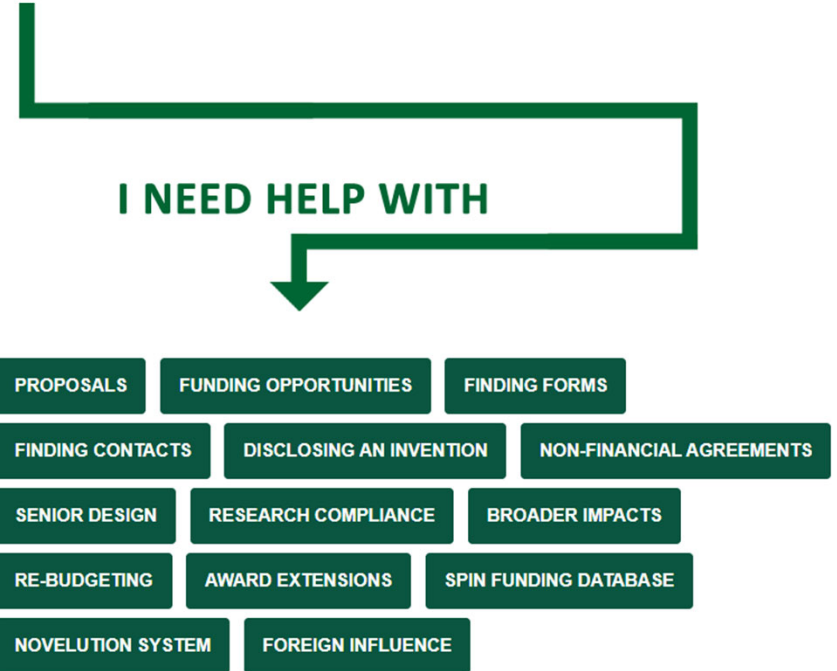 I NEED HELP WITH
PROPOSALS FUNDING OPPORTUNITIES FINDING FORMS
FINDING CONTACTS DISCLOSING AN INVENTION NON-FINANCIAL AGREEMENTS
SENIOR DESIGN RESEARCH COMPLIANCE BROADER IMPACTS
RE-BUDGETING AWARD EXTENSIONS SPIN FUNDING DATABASE
NOVELUTION SYSTEM FOREIGN INFLUENCE